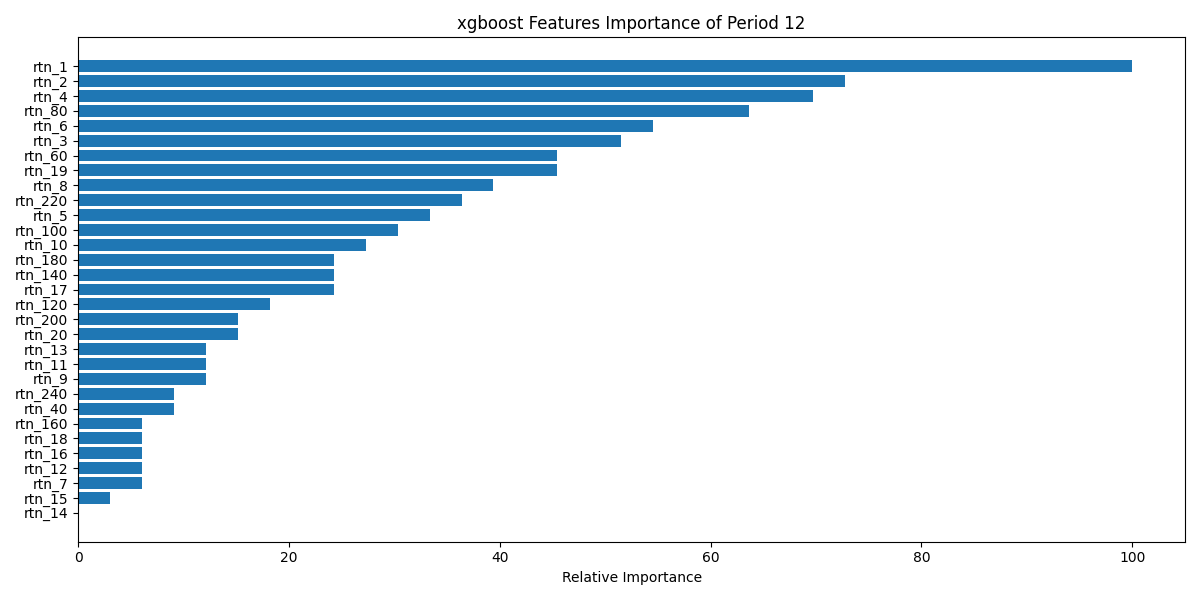 xgboost Features Importance of Period 12
rtn_1
rtn_2
rtn_4
rtn_80
rtn_6
rtn_3
rtn_60
rtn_19
rtn_8
rtn_220
rtn_5
rtn_100
rtn_10
rtn_180
rtn_140
rtn_17
rtn_120
rtn_200
rtn_20
rtn_13
rtn_11
rtn_9
rtn_240
rtn_40
rtn_160
rtn_18
rtn_16
rtn_12
rtn_7
rtn_15
rtn_14
0 20 40 60 80 100
Relative Importance